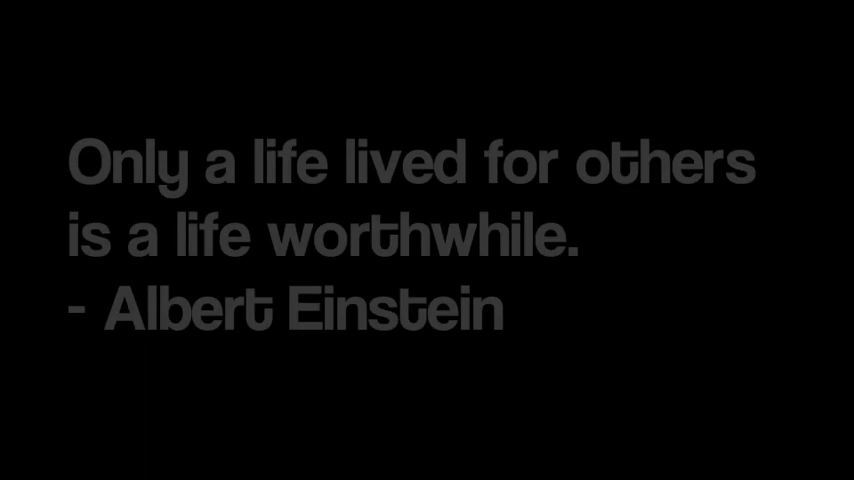 Only a life lived for others
is a life worthwhile.
- Albert Einstein